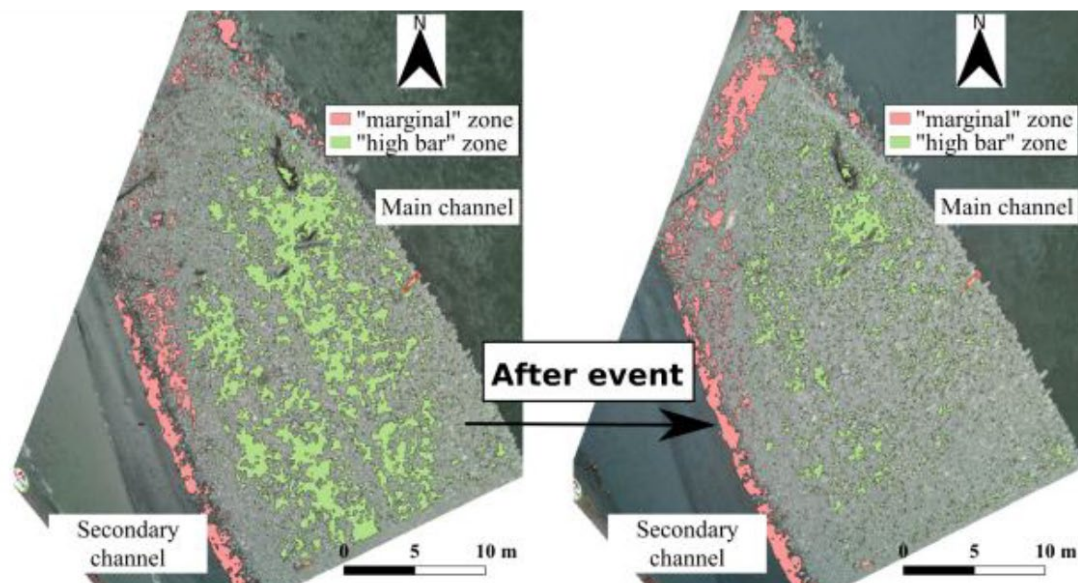 N
"marginal" zone
"high bar" zone
Main channel
Secondary
channel
0 5 10 m
After event
N
"marginal" zone
"high bar" zone
Main channel
Secondary
channel
0 5 10 m